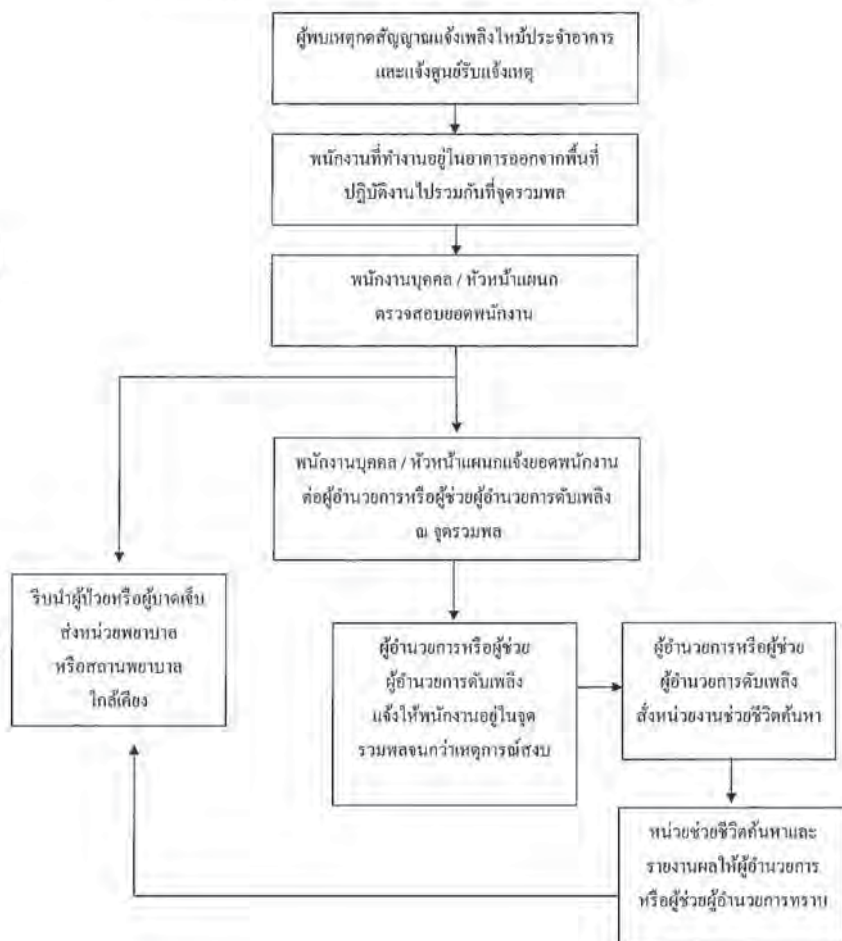 ผู้พบเหตุกดสัญญาณแจ้งเพลิงไหม้ประจำอาคาร
และแจ้งศูนย์รับแจ้งเหตุ
พนักงานที่ทำงานอยู่ในอาคารออกจากพื้นที่
ปฏิบัติงานไปรวมกันที่จุดรวมพล
พนักงานบุคคล / หัวหน้าแผนก
ตรวจสอบยอดพนักงาน
พนักงานบุคคล / หัวหน้าแผนกแจ้งยอดพนักงาน
ต่อผู้อำนวยการหรือผู้ช่วยผู้อำนวยการดับเพลิง
ณ จุดรวมพล
รีบนำผู้ป่วยหรือผู้บาดเจ็บ
ส่งหน่วยพยาบาล
หรือสถานพยาบาล
ใกล้เคียง
ผู้อำนวยการหรือผู้ช่วย
ผู้อำนวยการดับเพลิง
แจ้งให้พนักงานอยู่ในจุด
รวมพลจนกว่าเหตุการณ์สงบ
ผู้อำนวยการหรือผู้ช่วย
ผู้อำนวยการดับเพลิง
สั่งหน่วยงานช่วยชีวิตค้นหา
หน่วยช่วยชีวิตค้นหาและ
รายงานผลให้ผู้อำนวยการ
หรือผู้ช่วยผู้อำนวยการทราบ